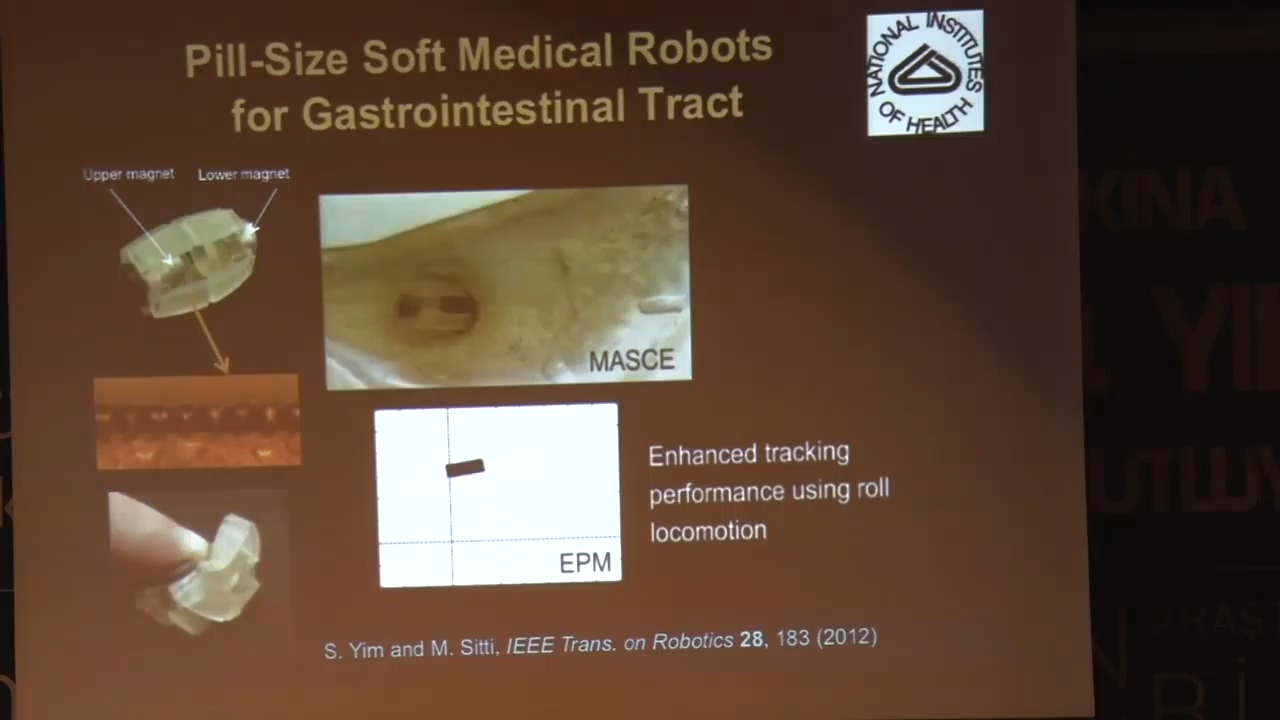 Pill-Size Soft Medical Robots
for Gastrointestinal Tract
NATIONAL INSTITUTES
OF HEALTH
Upper magnet
Lower magnet
MASCE
Enhanced tracking
performance using roll
locomotion
EPM
S. Yim and M. Sitti, IEEE Trans. on Robotics 28, 183 (2012)